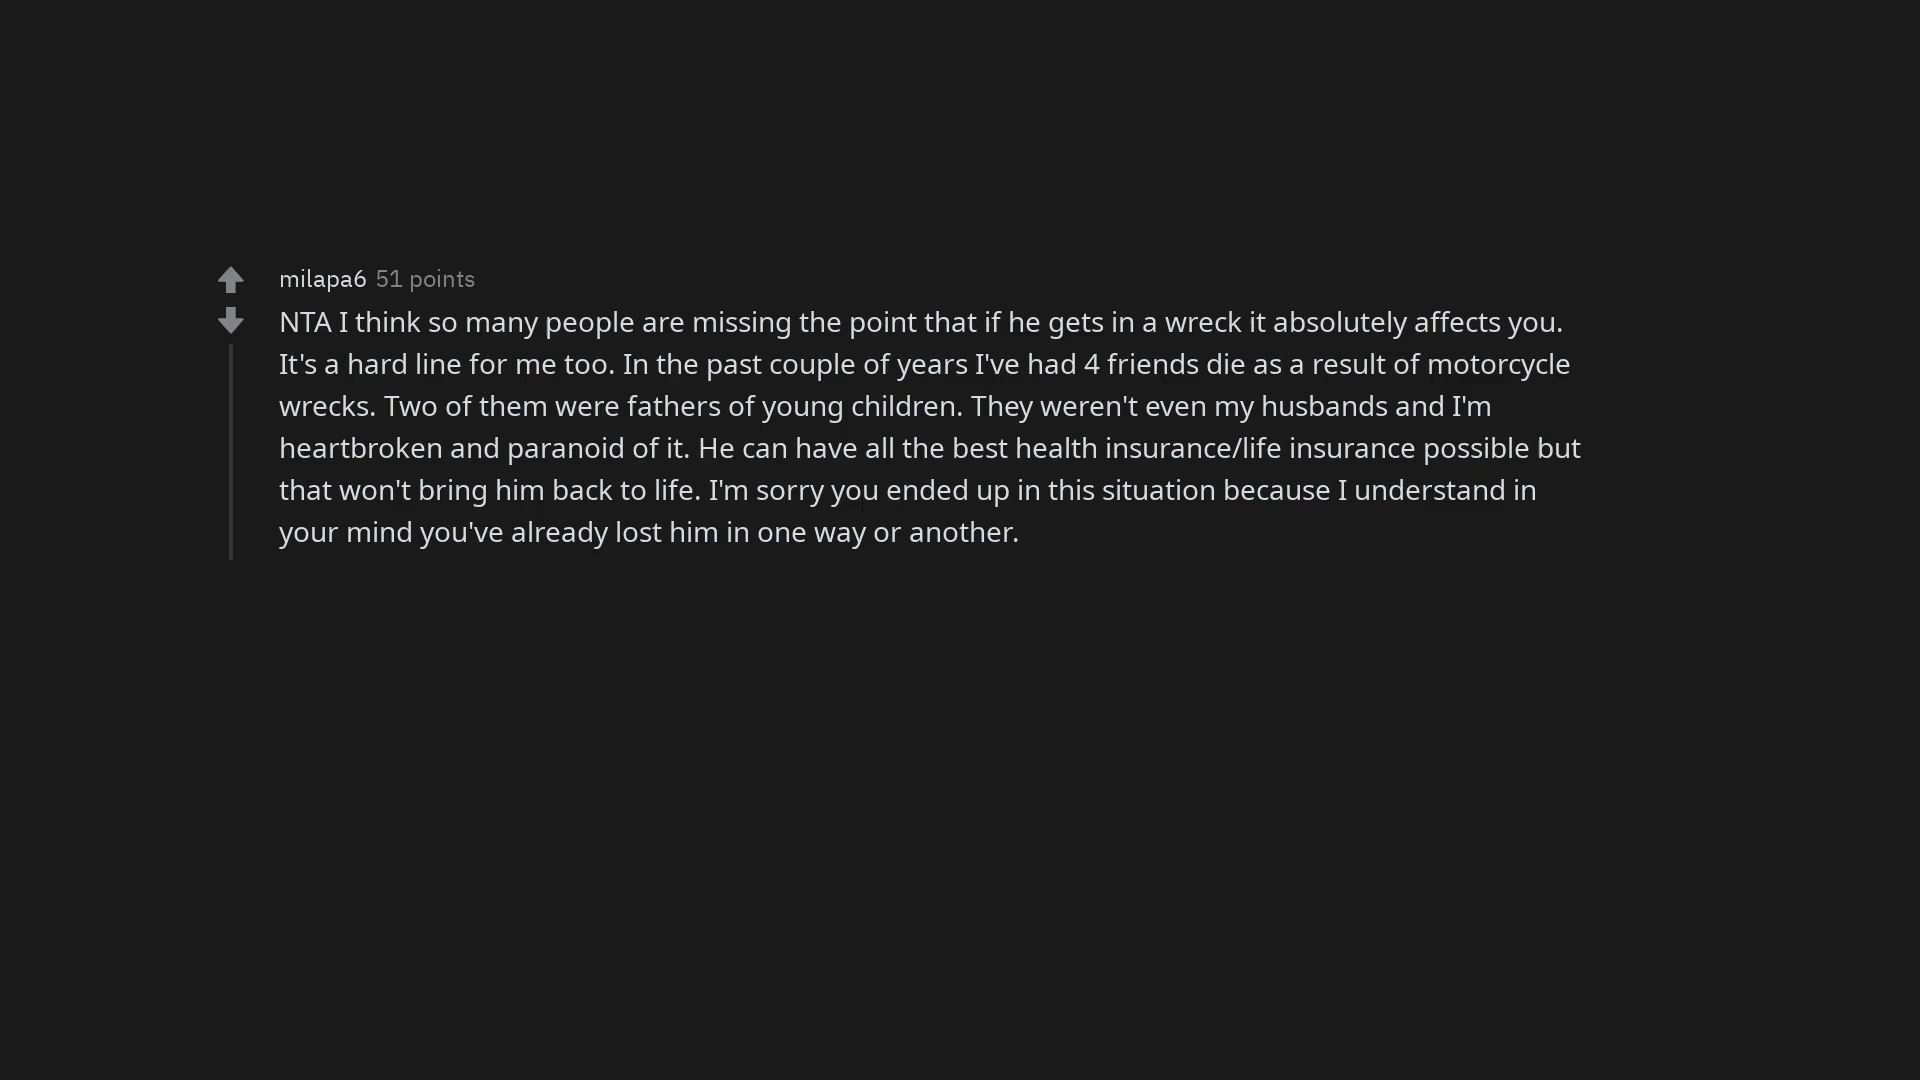 milapa6 51 points
NTA I think so many people are missing the point that if he gets in a wreck it absolutely affects you.
It's a hard line for me too. In the past couple of years I've had 4 friends die as a result of motorcycle
wrecks. Two of them were fathers of young children. They weren't even my husbands and I'm
heartbroken and paranoid of it. He can have all the best health insurance/life insurance possible but
that won't bring him back to life. I'm sorry you ended up in this situation because I understand in
your mind you've already lost him in one way or another.